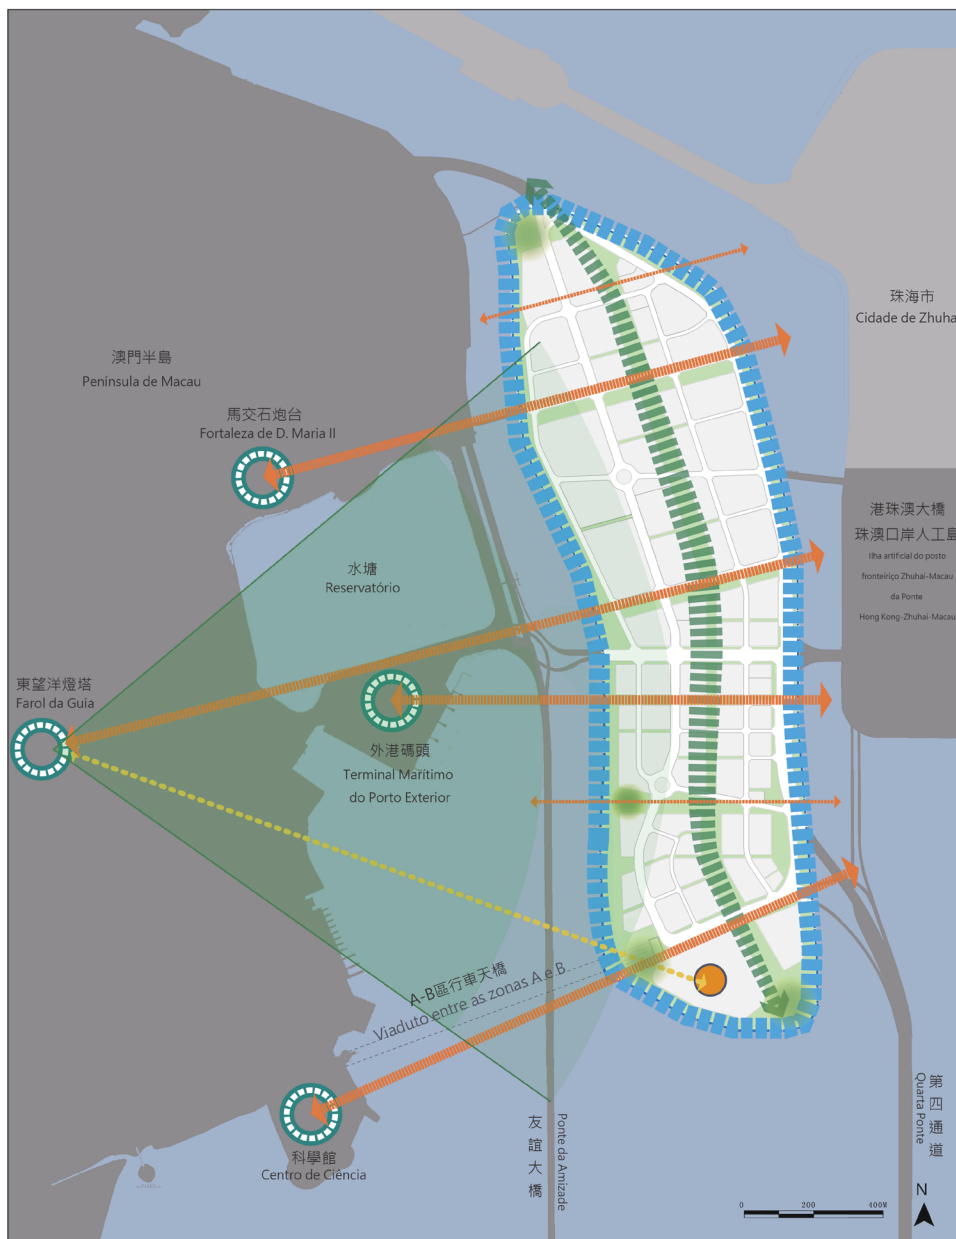 珠海市
Cidade de Zhuha
澳門半島
Península de Macau
馬交石炮台
Fortaleza de D. Maria II
港珠澳大橋
珠澳口岸人工島
Ilha artificial do posto
fronteiriço Zhuhai-Macau
da Ponte
Hong Kong-Zhuhai-Macau
水塘
Reservatório
東望洋燈塔
Farol da Guia
外港碼頭
Terminal Marítimo
do Porto Exterior
A-B區行車天橋
Viaduto entre as zonas A e B
科學館
Centro de Ciência
友誼大橋
Ponte da Amizade
第四通道
Quarta Ponte
N
0 200 400M